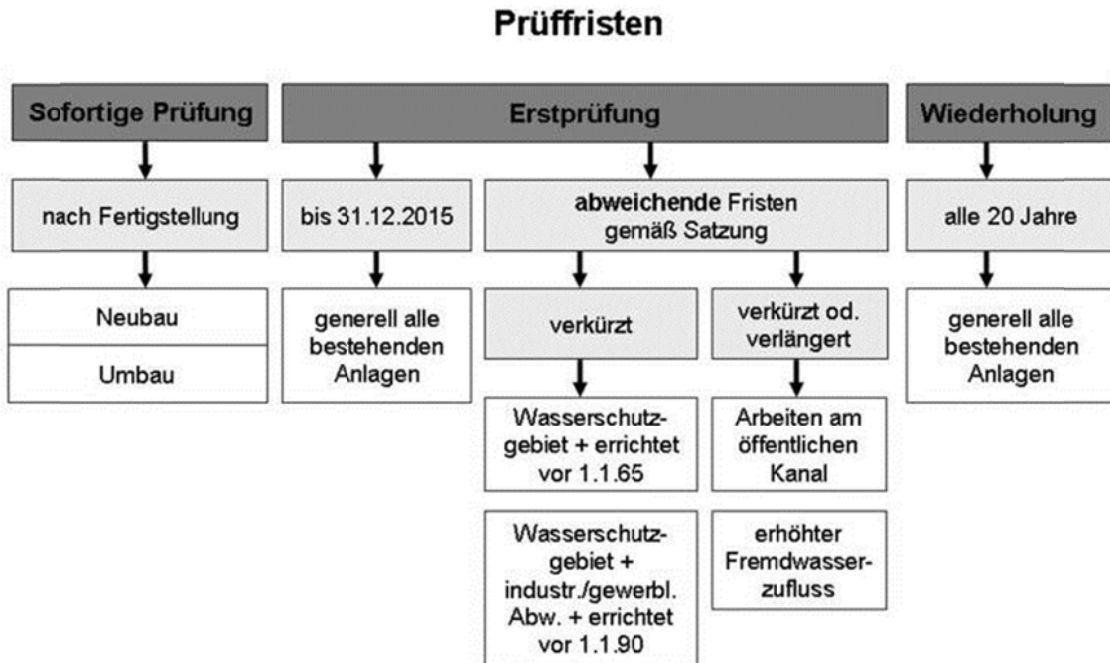 Prüffristen
Sofortige Prüfung
nach Fertigstellung
Neubau
Umbau
Erstprüfung
bis 31.12.2015
generell alle
bestehenden
Anlagen
abweichende Fristen
gemäß Satzung
verkürzt
Wasserschutz-
gebiet + errichtet
vor 1.1.65
Wasserschutz-
gebiet +
industr./gewerbl.
Abw. + errichtet
vor 1.1.90
verkürzt od.
verlängert
Arbeiten am
öffentlichen
Kanal
erhöhter
Fremdwasser-
zufluss
Wiederholung
alle 20 Jahre
generell alle
bestehenden
Anlagen